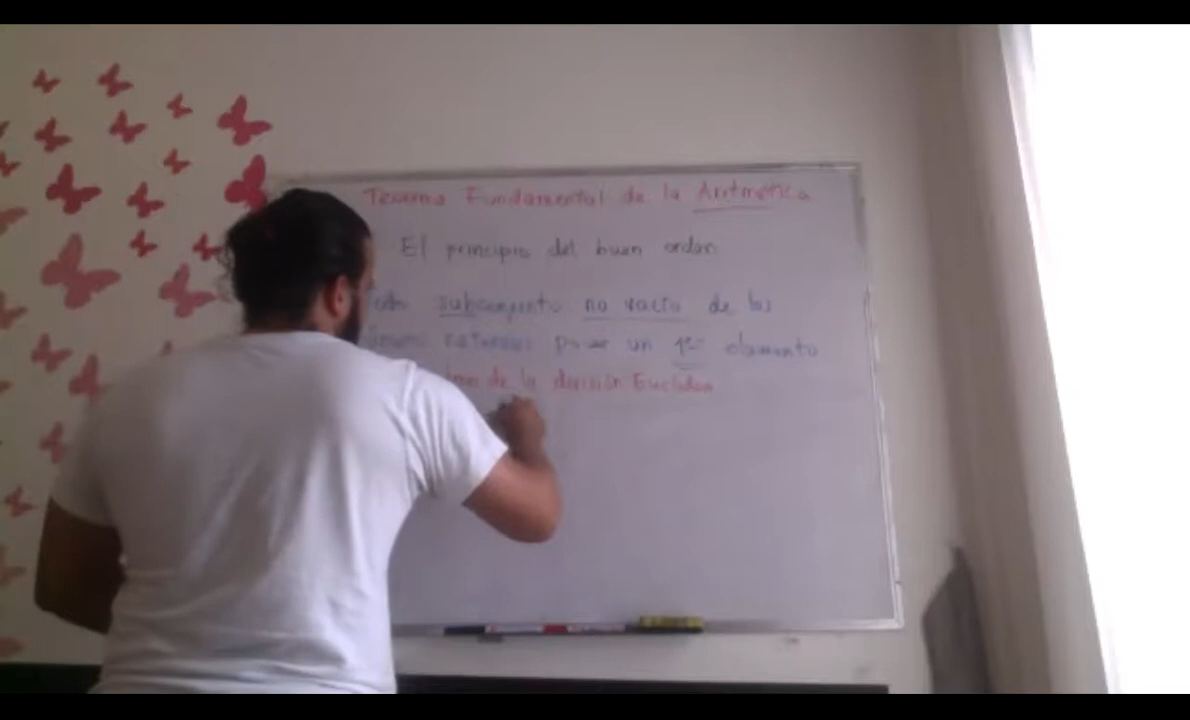 Teorema Fundamental de la Aritmética
El principio del buen orden
Todo subconjunto no vacío de los
naturales posee un 1er elemento
de la división Euclidea